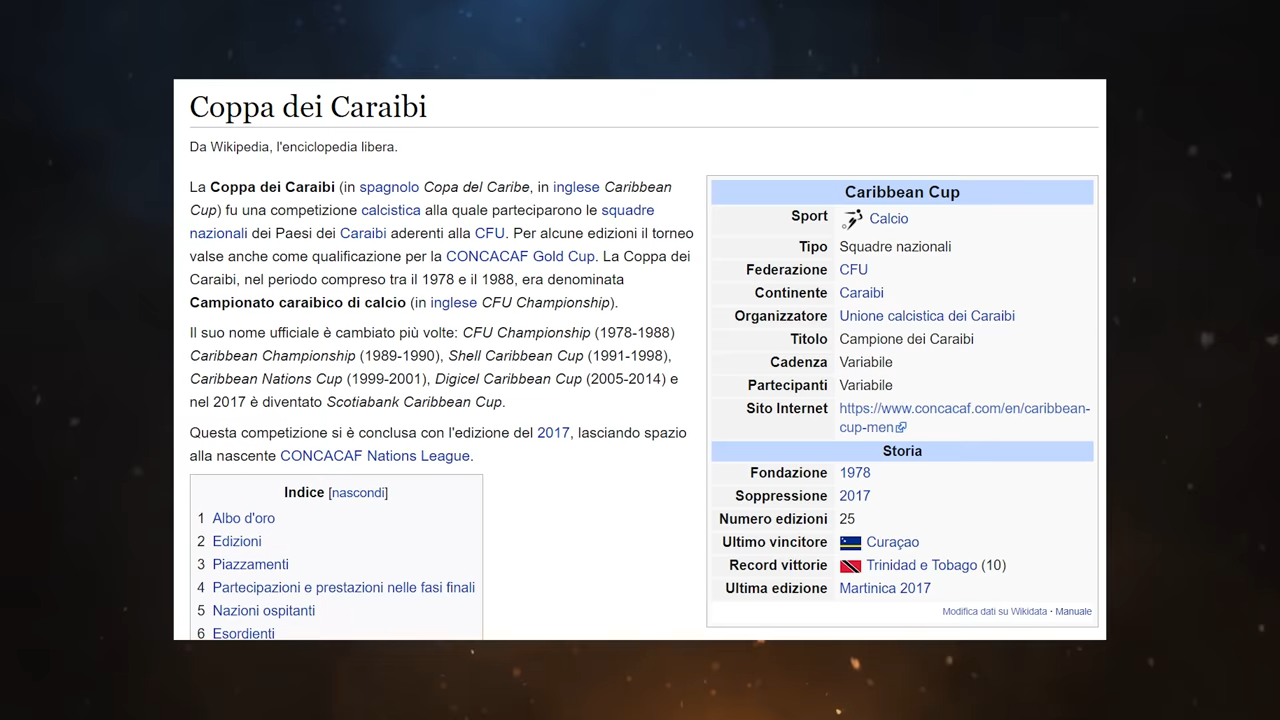 Coppa dei Caraibi
Da Wikipedia, l'enciclopedia libera.
La Coppa dei Caraibi (in spagnolo Copa del Caribe, in inglese Caribbean
Cup) fu una competizione calcistica alla quale parteciparono le squadre
nazionali dei Paesi dei Caraibi aderenti alla CFU. Per alcune edizioni il torneo
valse anche come qualificazione per la CONCACAF Gold Cup. La Coppa dei
Caraibi, nel periodo compreso tra il 1978 e il 1988, era denominata
Campionato caraibico di calcio (in inglese CFU Championship).
Il suo nome ufficiale è cambiato più volte: CFU Championship (1978-1988)
Caribbean Championship (1989-1990), Shell Caribbean Cup (1991-1998),
Caribbean Nations Cup (1999-2001), Digicel Caribbean Cup (2005-2014) e
nel 2017 è diventato Scotiabank Caribbean Cup.
Questa competizione si è conclusa con l'edizione del 2017, lasciando spazio
alla nascente CONCACAF Nations League.
Indice [nascondi]
1 Albo d'oro
2 Edizioni
3 Piazzamenti
4 Partecipazioni e prestazioni nelle fasi finali
5 Nazioni ospitanti
6 Esordienti
Caribbean Cup
Sport Calcio
Tipo Squadre nazionali
Federazione CFU
Continente Caraibi
Organizzatore Unione calcistica dei Caraibi
Titolo Campione dei Caraibi
Cadenza Variabile
Partecipanti Variabile
Sito Internet https://www.concacaf.com/en/caribbean-
cup-men
Storia
Fondazione 1978
Soppressione 2017
Numero edizioni 25
Ultimo vincitore Curaçao
Record vittorie Trinidad e Tobago (10)
Ultima edizione Martinica 2017
Modifica dati su Wikidata · Manuale